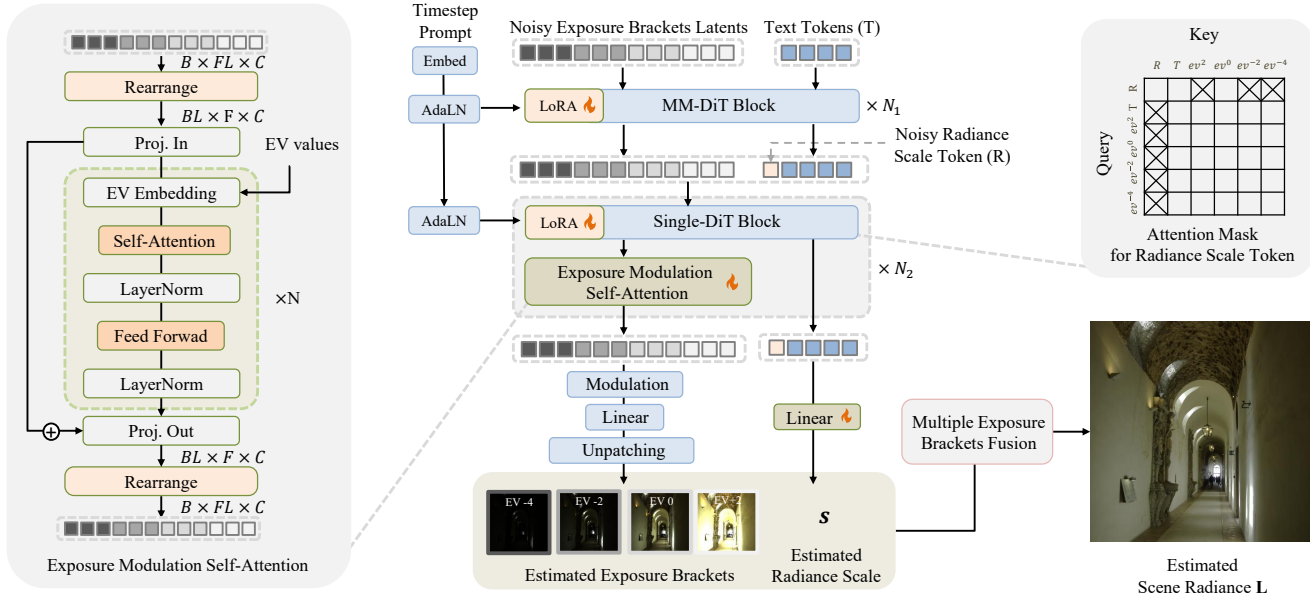 B × FL × C
Rearrange
BL × F × C
Proj. In
EV values
EV Embedding
Self-Attention
LayerNorm
×N
Feed Forwad
LayerNorm
Proj. Out
BL × F × C
Rearrange
B × FL × C
Exposure Modulation Self-Attention
Timestep
Prompt
Embed
AdaLN
AdaLN
Noisy Exposure Brackets Latents
Text Tokens (T)
LoRA
MM-DiT Block
× N₁
Noisy Radiance
Scale Token (R)
LoRA
Single-DiT Block
Exposure Modulation
Self-Attention
× N₂
Modulation
Linear
Unpatching
Linear
EV -4
EV -2
EV 0
EV+2
s
Estimated Exposure Brackets
Estimated
Radiance Scale
Multiple Exposure
Brackets Fusion
Key
R T ev² ev⁰ ev⁻² ev⁻⁴
Query
R
T
ev²
ev⁰
ev⁻²
ev⁻⁴
Attention Mask
for Radiance Scale Token
Estimated
Scene Radiance L